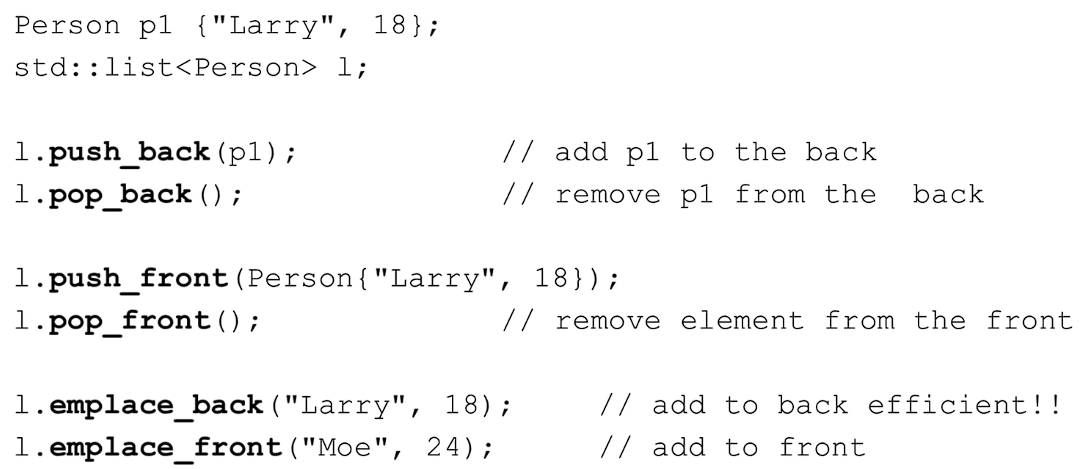 Person p1 {"Larry", 18};
std::list<Person> l;
l.push_back(p1); // add p1 to the back
l.pop_back(); // remove p1 from the  back
l.push_front(Person{"Larry", 18});
l.pop_front(); // remove element from the front
l.emplace_back("Larry", 18); // add to back efficient!!
l.emplace_front("Moe", 24); // add to front